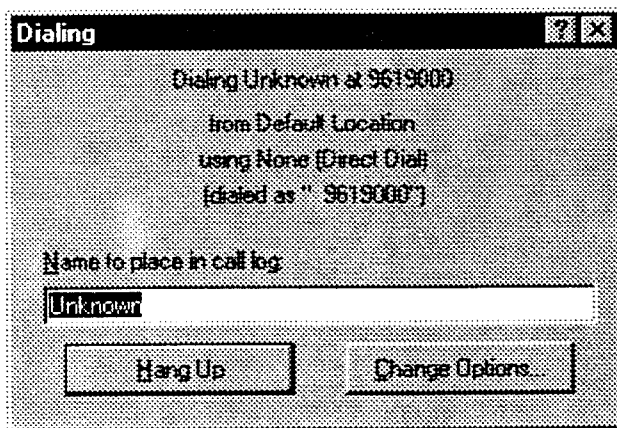 Dialing
Dialing Unknown at 9619000
from Default Location
using None (Direct Dial)
(dialed as " 9619000")
Name to place in call log:
Unknown
Hang Up
Change Options...